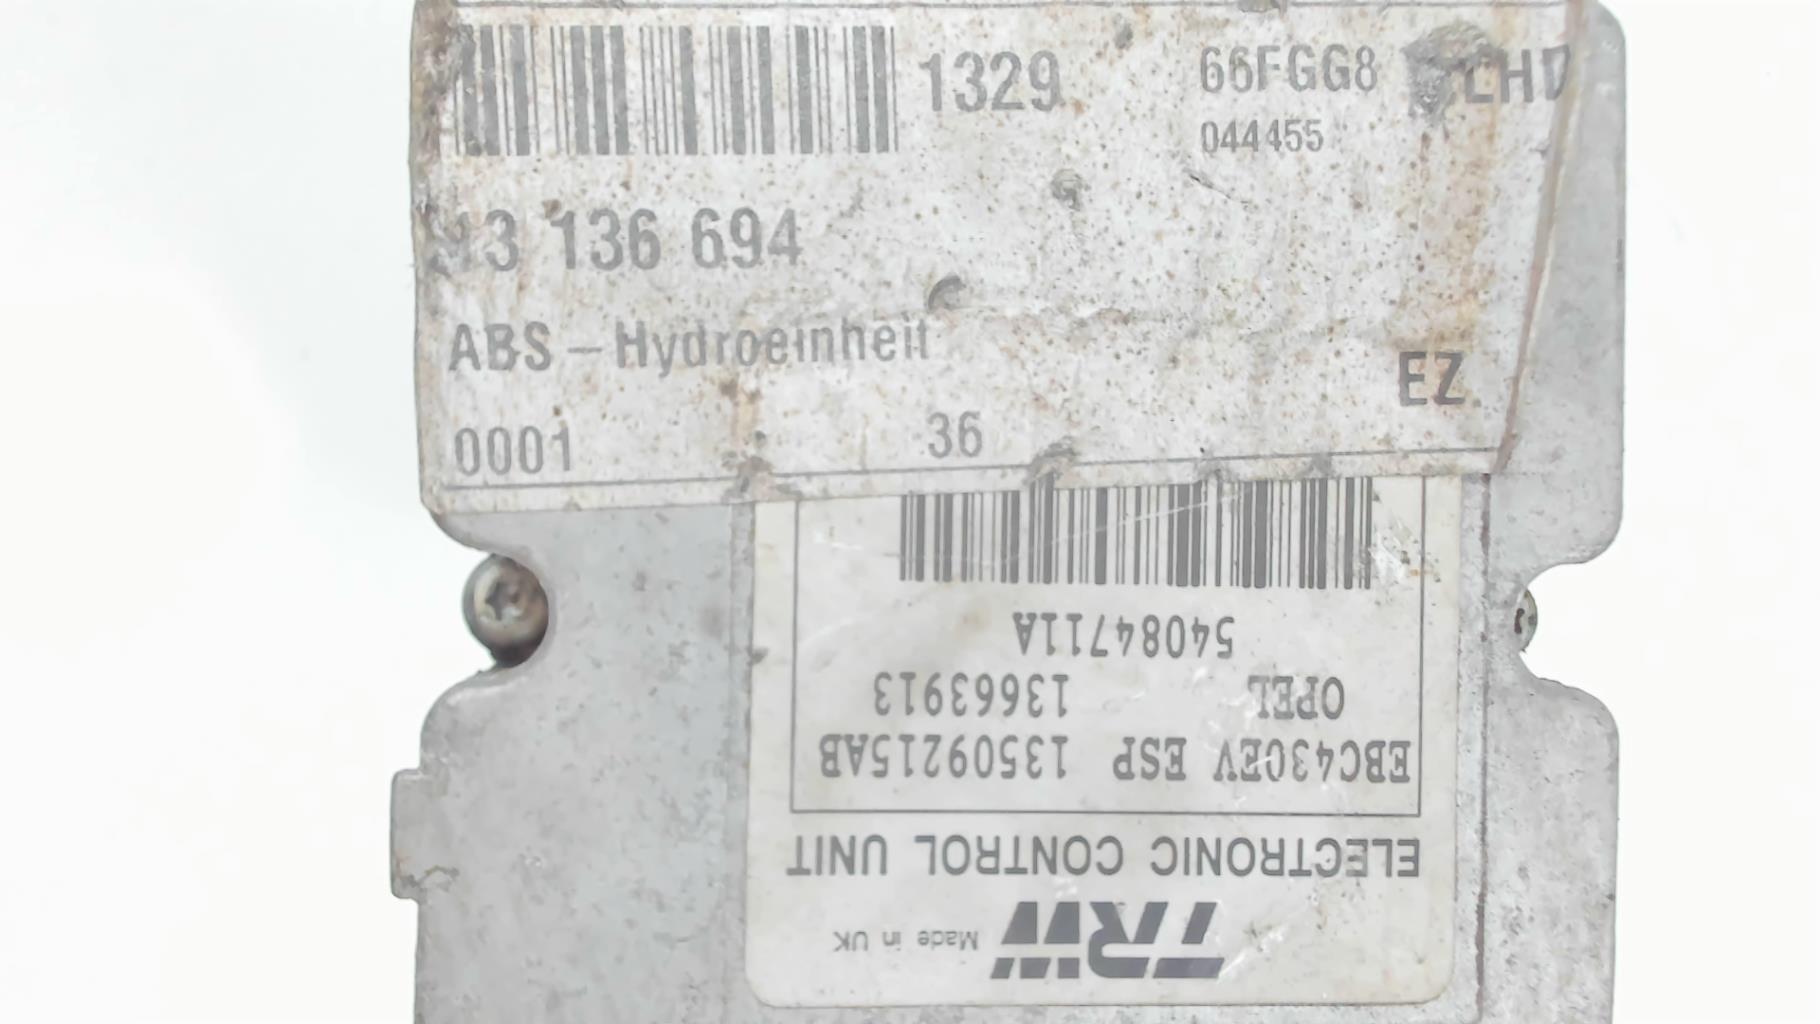 1329 66FGG8 LHD
044455
13 136 694
ABS – Hydroeinheit
EZ
0001 36
TRW Made in UK
ELECTRONIC CONTROL UNIT
EBC430EV ESP 13509215AB
OPEL 13663913
54084711A